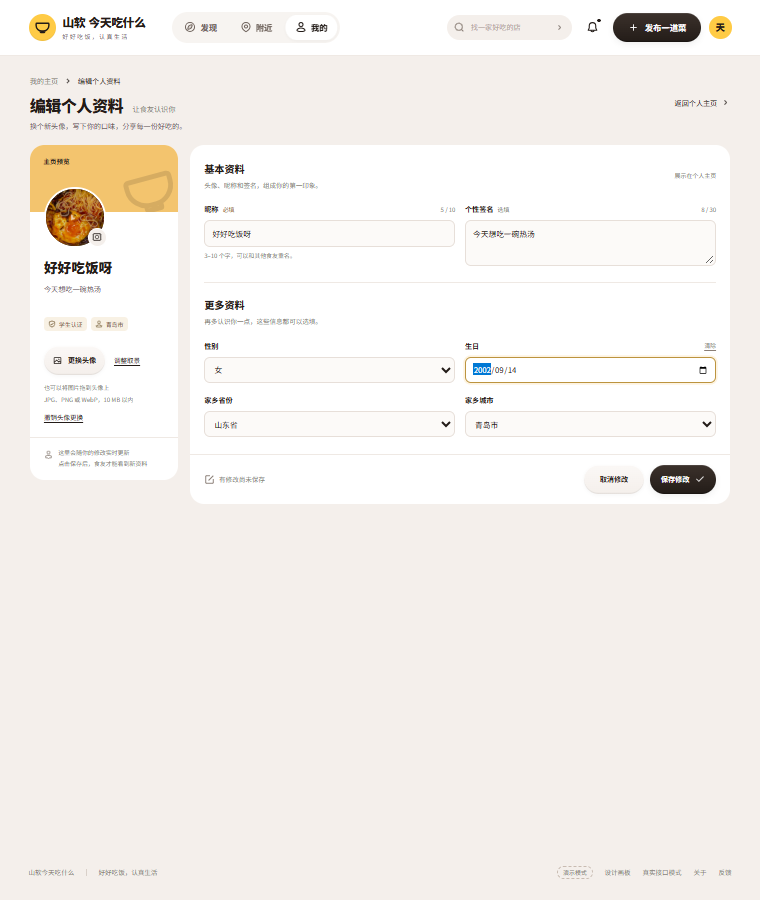 山软 今天吃什么
好好吃饭，认真生活
发现
附近
我的
找一家好吃的店
发布一道菜
天
我的主页 > 编辑个人资料
编辑个人资料 让食友认识你
换个新头像，写下你的口味，分享每一份好吃的。
返回个人主页
主页预览
好好吃饭呀
今天想吃一碗热汤
学生认证
青岛市
更换头像
调整取景
也可以将图片拖到头像上
JPG、PNG 或 WebP，10 MB 以内
撤销头像更换
这里会随你的修改实时更新
点击保存后，食友才能看到新资料
基本资料
头像、昵称和签名，组成你的第一印象。
展示在个人主页
昵称 必填 5 / 10
好好吃饭呀
3–10 个字，可以和其他食友重名。
个性签名 选填 8 / 30
今天想吃一碗热汤
更多资料
再多认识你一点，这些信息都可以选填。
性别
女
生日 清除
2002/09/14
家乡省份
山东省
家乡城市
青岛市
有修改尚未保存
取消修改
保存修改
山软今天吃什么 | 好好吃饭，认真生活
演示模式 设计画板 真实接口模式 关于 反馈